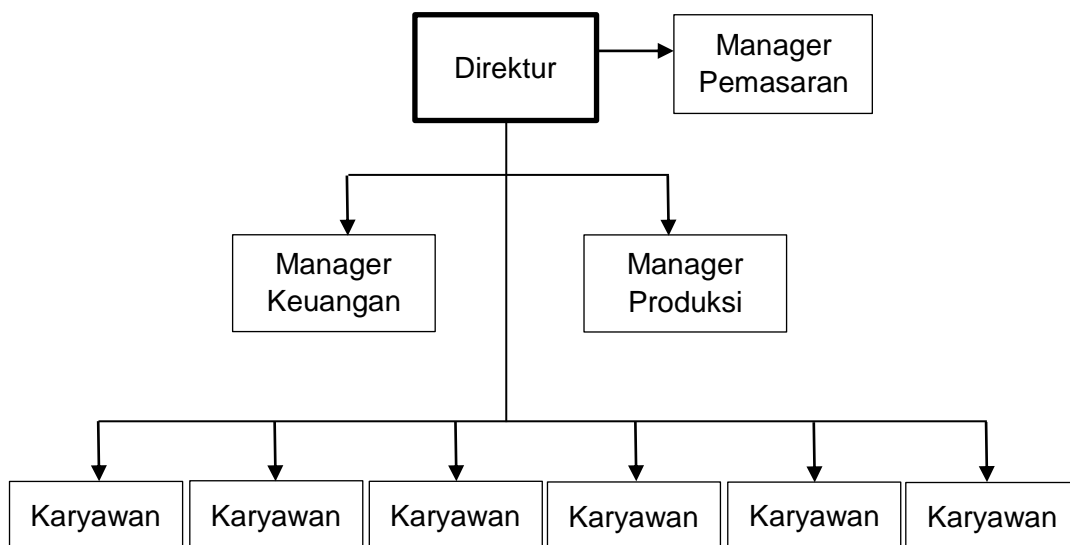 Direktur
Manager
Pemasaran
Manager
Keuangan
Manager
Produksi
Karyawan
Karyawan
Karyawan
Karyawan
Karyawan
Karyawan